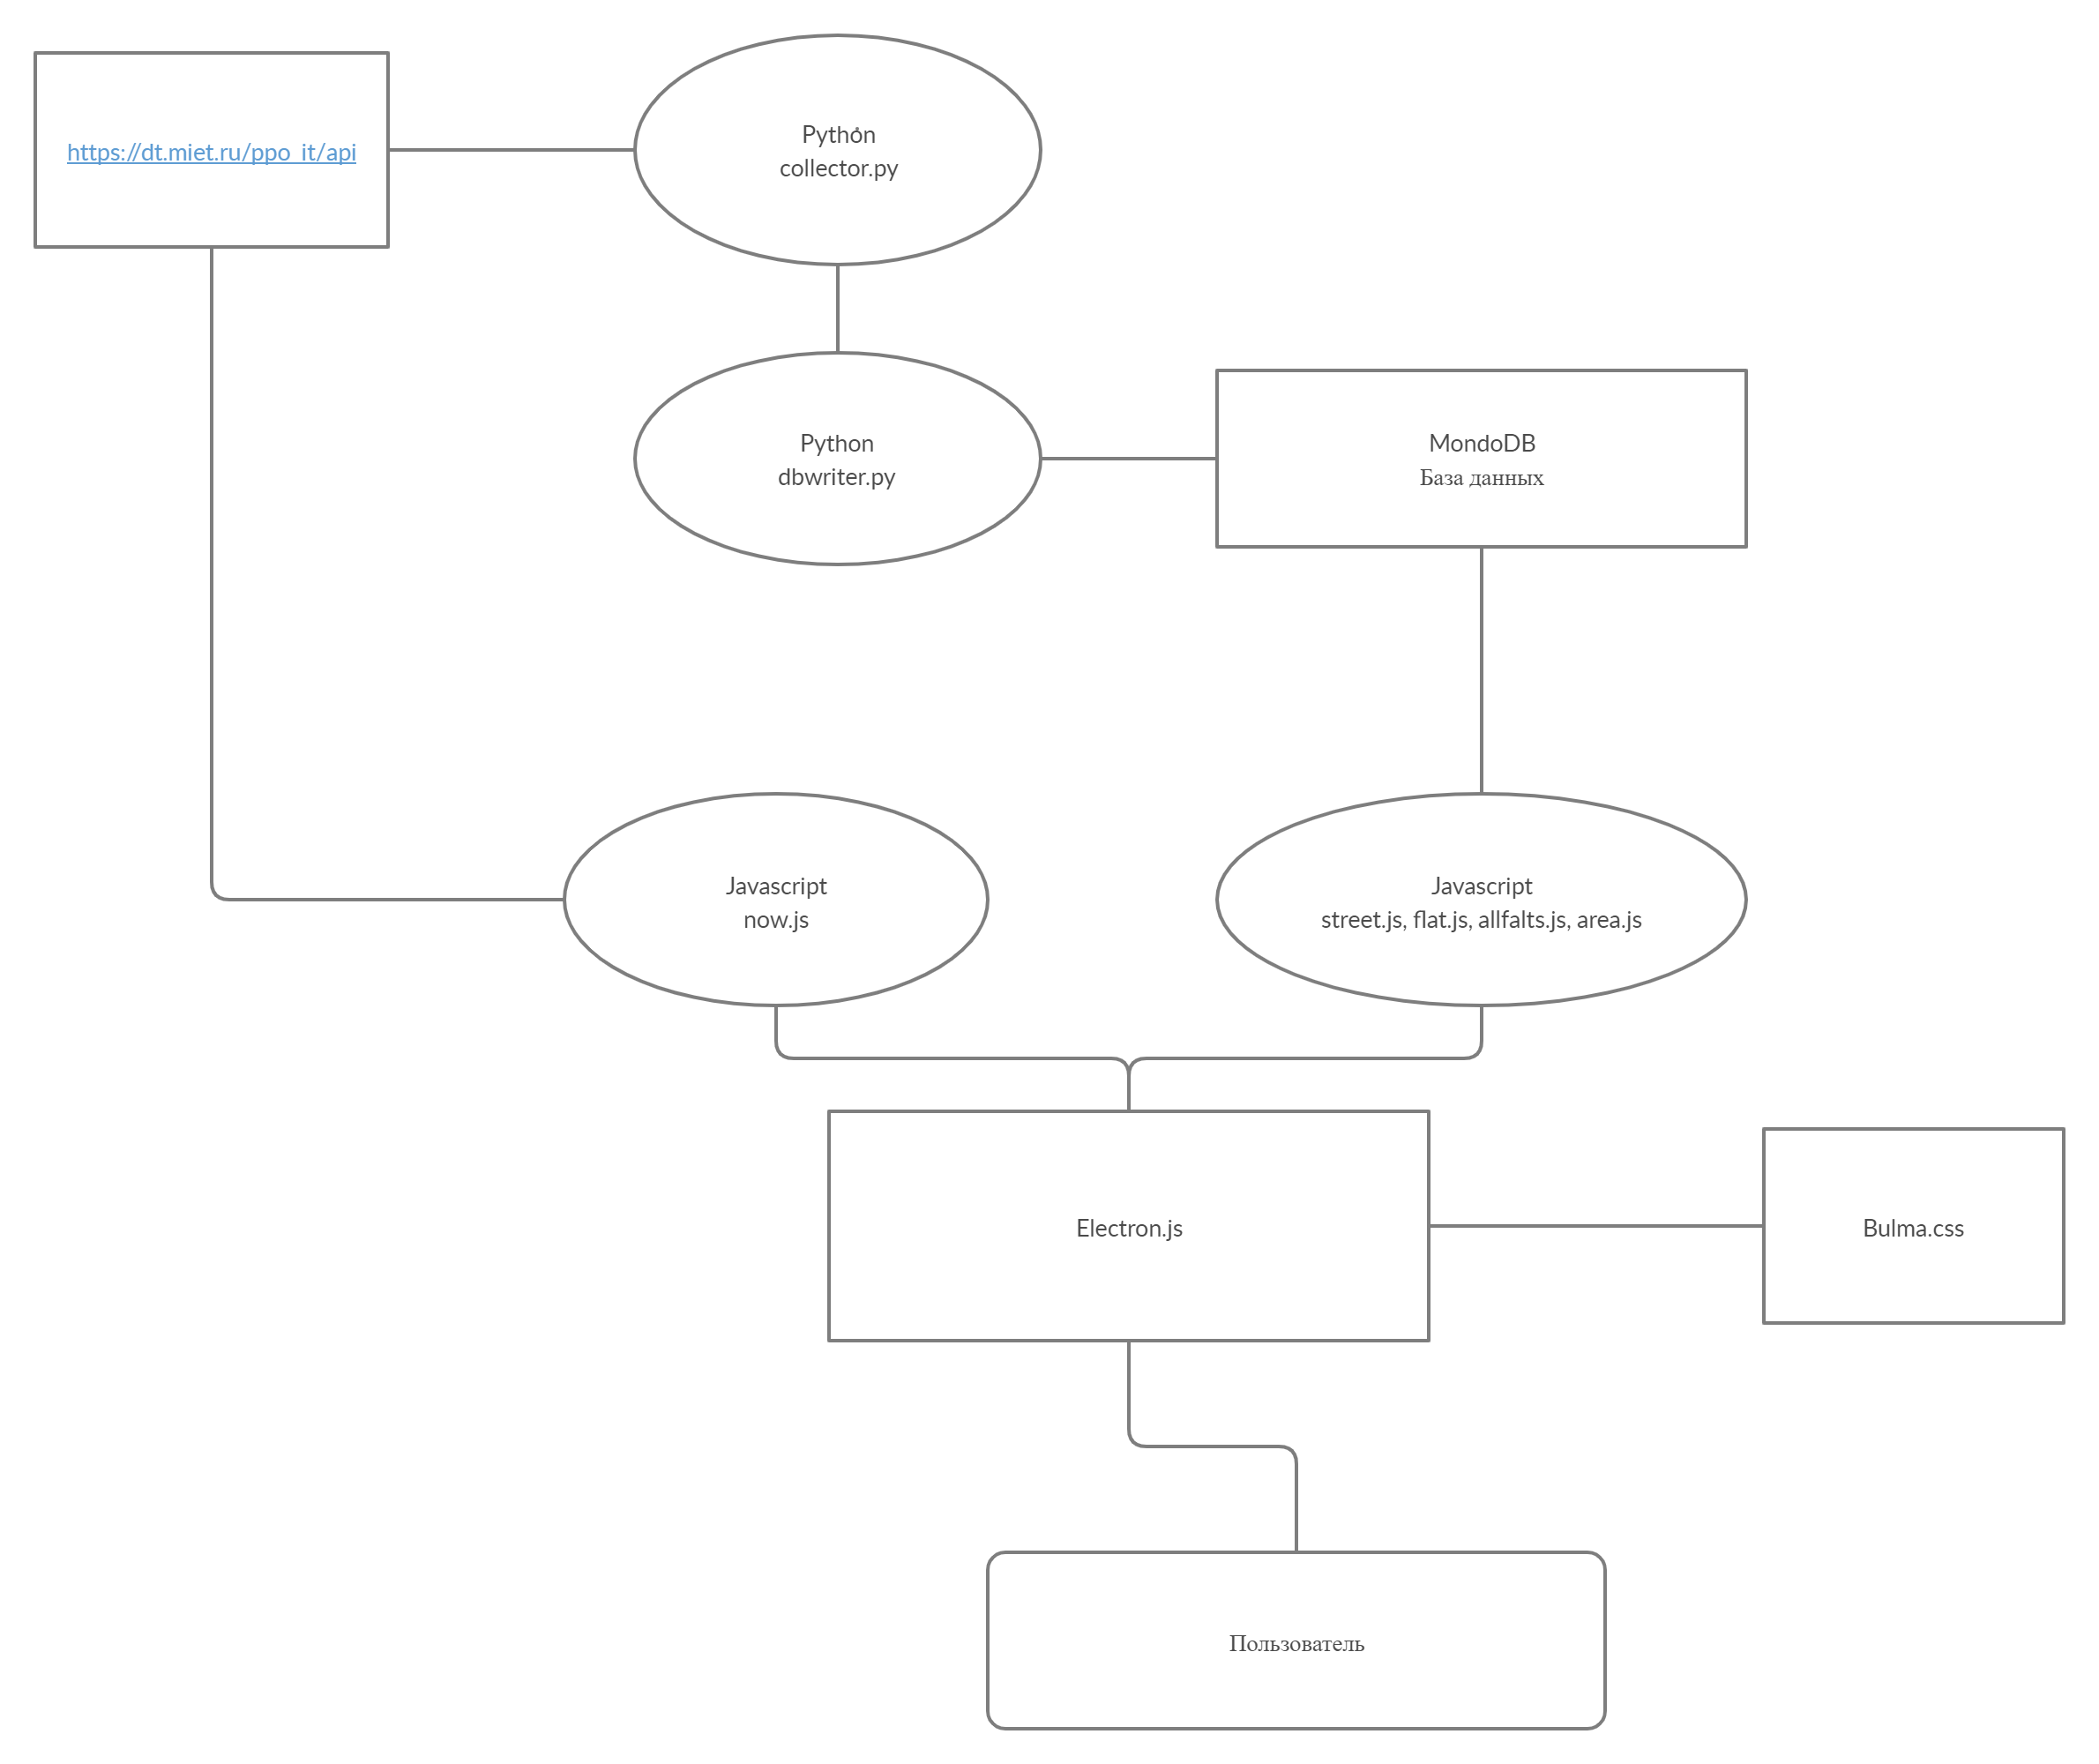 https://dt.miet.ru/ppo_it/api
Python
collector.py
Python
dbwriter.py
MondoDB
База данных
Javascript
now.js
Javascript
street.js, flat.js, allfalts.js, area.js
Electron.js
Bulma.css
Пользователь